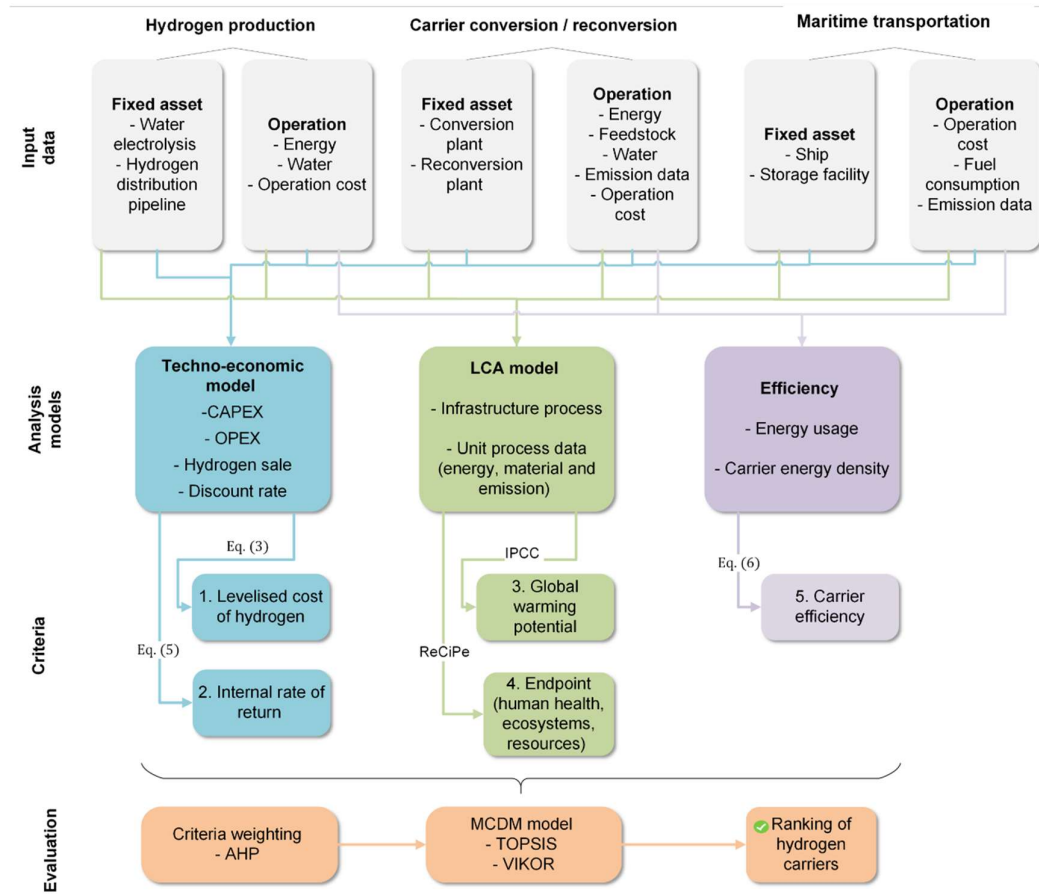 Hydrogen production
Carrier conversion / reconversion
Maritime transportation
Input
data
Fixed asset
- Water
electrolysis
- Hydrogen
distribution
pipeline
Operation
- Energy
- Water
- Operation cost
Fixed asset
- Conversion
plant
- Reconversion
plant
Operation
- Energy
- Feedstock
- Water
- Emission data
- Operation
cost
Fixed asset
- Ship
- Storage facility
Operation
- Operation
cost
- Fuel
consumption
- Emission data
Analysis
models
Techno-economic
model
-CAPEX
- OPEX
- Hydrogen sale
- Discount rate
LCA model
- Infrastructure process
- Unit process data
(energy, material and
emission)
Efficiency
- Energy usage
- Carrier energy density
Criteria
Eq. (3)
1. Levelised cost
of hydrogen
Eq. (5)
2. Internal rate of
return
IPCC
3. Global
warming
potential
ReCiPe
4. Endpoint
(human health,
ecosystems,
resources)
Eq. (6)
5. Carrier
efficiency
Evaluation
Criteria weighting
- AHP
MCDM model
- TOPSIS
- VIKOR
Ranking of
hydrogen
carriers